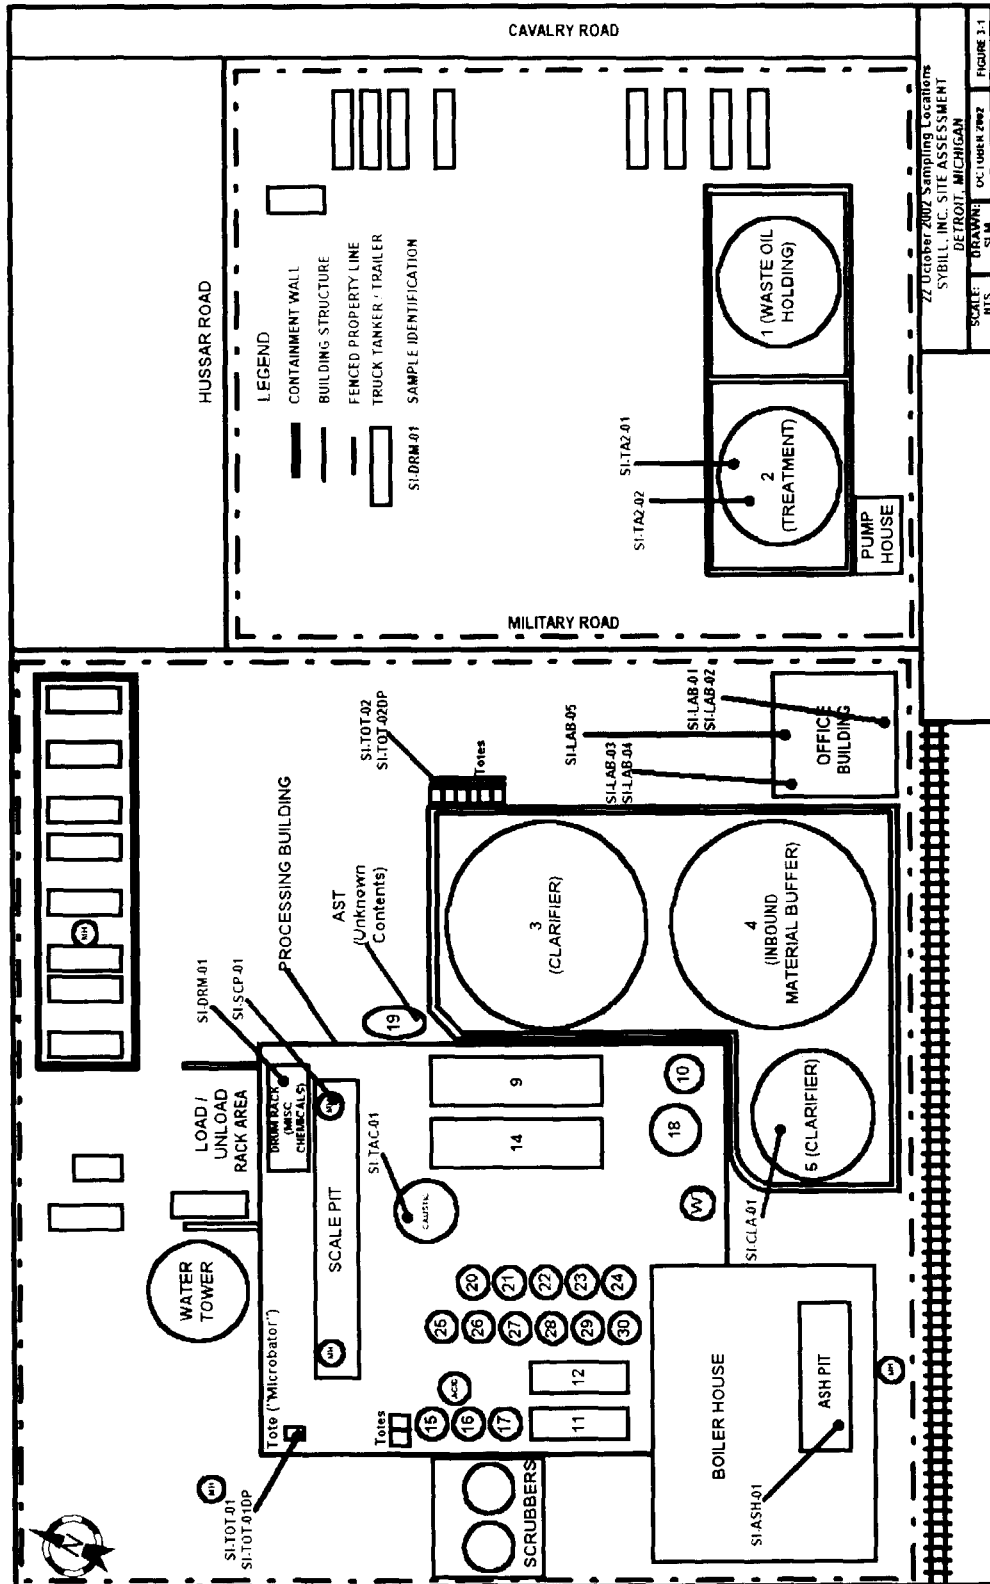 CAVALRY ROAD
HUSSAR ROAD
LEGEND
CONTAINMENT WALL
BUILDING STRUCTURE
FENCED PROPERTY LINE
TRUCK TANKER / TRAILER
SI-DRM-01 SAMPLE IDENTIFICATION
1 (WASTE OIL
HOLDING)
2
(TREATMENT)
SI-TA2-01
SI-TA2-02
PUMP
HOUSE
MILITARY ROAD
22 October 2002 Sampling Locations
SYBILL, INC. SITE ASSESSMENT
DETROIT, MICHIGAN
SCALE:
NTS
DRAWN:
SLM
OCTOBER 2002
FIGURE 3-1
MH
SI-TOT-02
SI-TOT-02DP
Totes
SI-LAB-05
SI-LAB-03
SI-LAB-04
SI-LAB-01
SI-LAB-02
OFFICE
BUILDING
PROCESSING BUILDING
AST
(Unknown
Contents)
19
SI-DRM-01
SI-SCP-01
3
(CLARIFIER)
4
(INBOUND
MATERIAL BUFFER)
5 (CLARIFIER)
SI-CLA-01
LOAD /
UNLOAD
RACK AREA
DRUM RACK
(MISC
CHEMICALS)
MH
SCALE PIT
MH
SI-TAC-01
CAUSTIC
9
14
10
18
W
WATER
TOWER
20
21
22
23
24
25
26
27
28
29
30
Tote ("Microbator")
ACID
Totes
15
16
17
12
11
SI-TOT-01
SI-TOT-01DP
MH
N
SCRUBBERS
BOILER HOUSE
ASH PIT
SI-ASH-01
MH